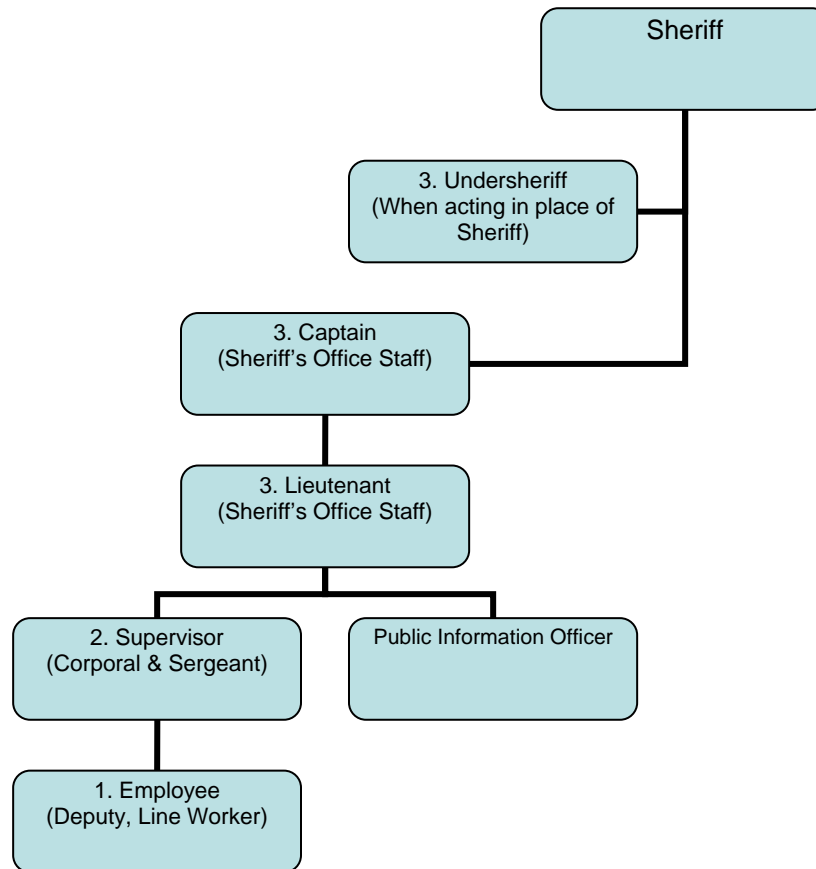 Sheriff
3. Undersheriff
(When acting in place of
Sheriff)
3. Captain
(Sheriff’s Office Staff)
3. Lieutenant
(Sheriff’s Office Staff)
2. Supervisor
(Corporal & Sergeant)
Public Information Officer
1. Employee
(Deputy, Line Worker)